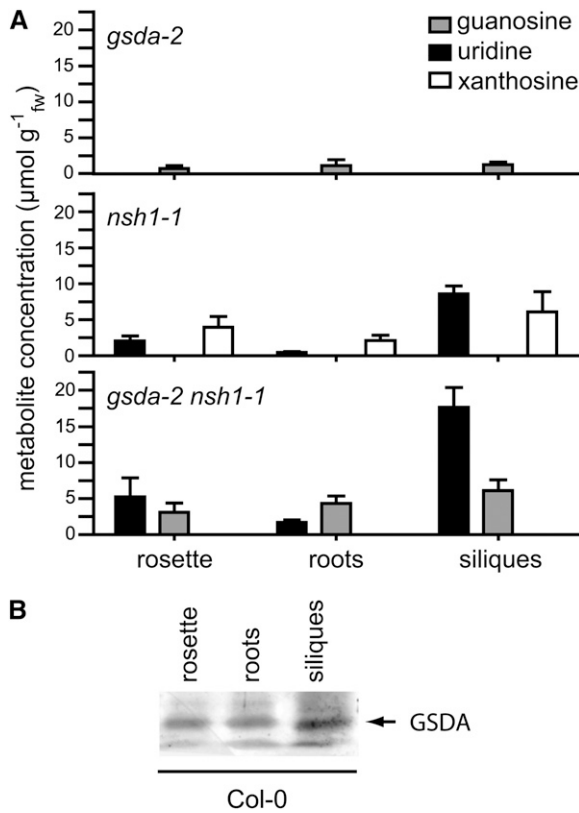 A
gsda-2
guanosine
uridine
xanthosine
metabolite concentration (µmol g⁻¹fw)
20
15
10
5
0
nsh1-1
20
15
10
5
0
gsda-2 nsh1-1
20
15
10
5
0
rosette roots siliques
B
rosette roots siliques
GSDA
Col-0